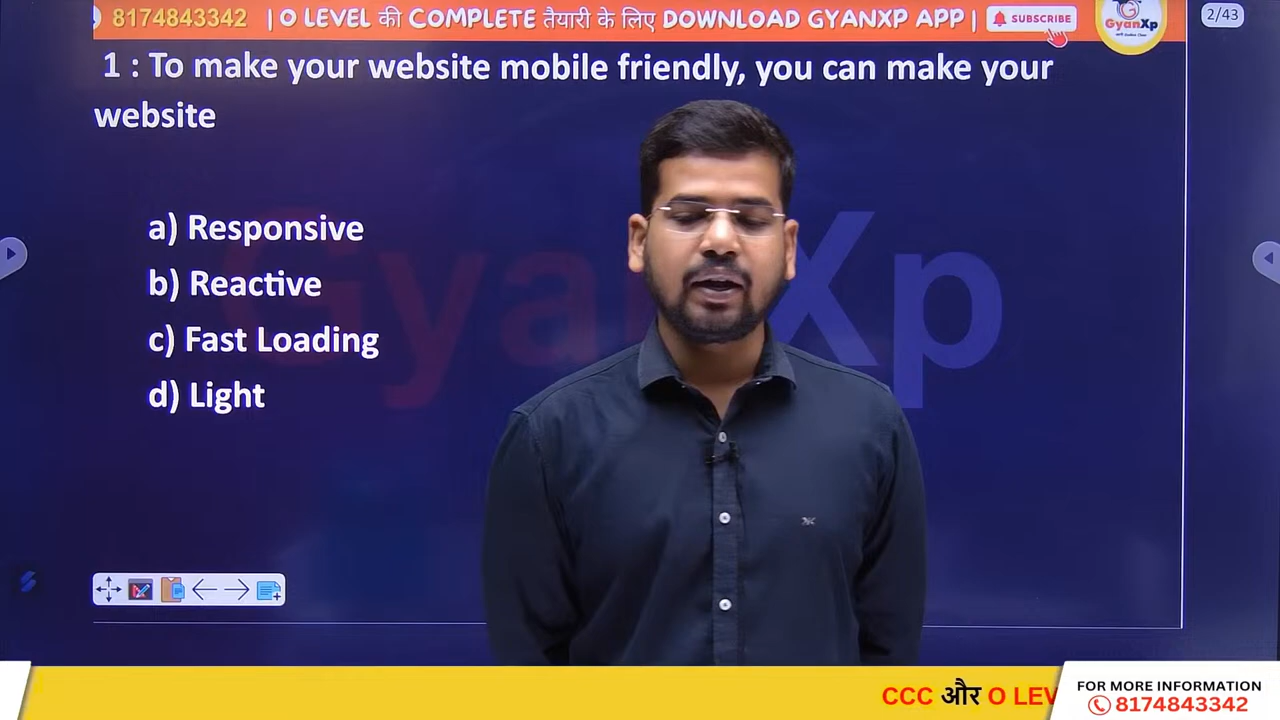 8174843342 | O LEVEL की COMPLETE तैयारी के लिए DOWNLOAD GYANXP APP | SUBSCRIBE
GyanXp
2/43
1 : To make your website mobile friendly, you can make your
website
a) Responsive
b) Reactive
c) Fast Loading
d) Light
GyanXp
CCC और O LEV
FOR MORE INFORMATION
8174843342